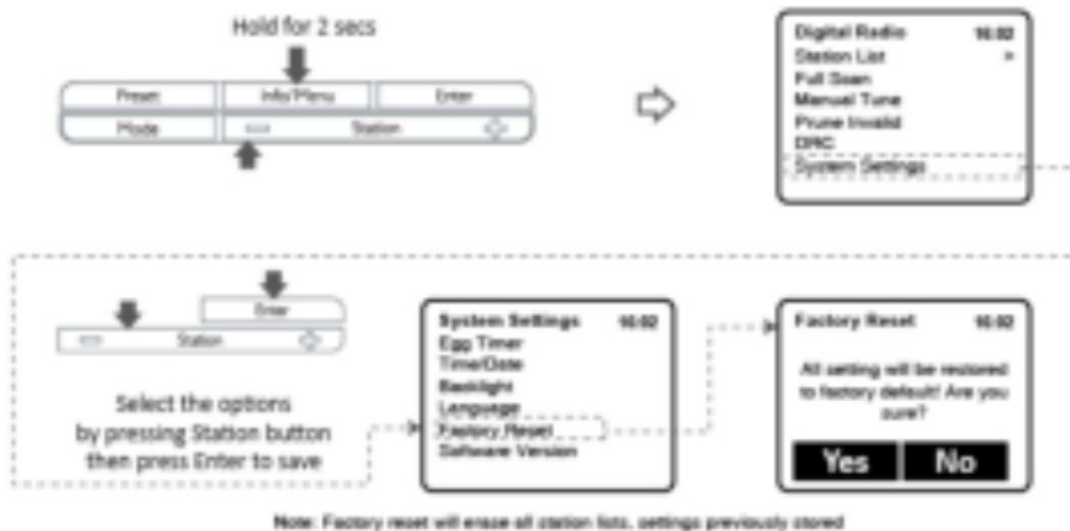 Hold for 2 secs
Preset Info/Menu Enter
Mode Station
Digital Radio 16:02
Station List >
Full Scan
Manual Tune
Prune Invalid
DRC
System Settings
Enter
Station
Select the options
by pressing Station button
then press Enter to save
System Settings 16:02
Egg Timer
Time/Date
Backlight
Language
Factory Reset
Software Version
Factory Reset 16:02
All setting will be restored
to factory default! Are you
sure?
Yes No
Note: Factory reset will erase all station lists, settings previously stored